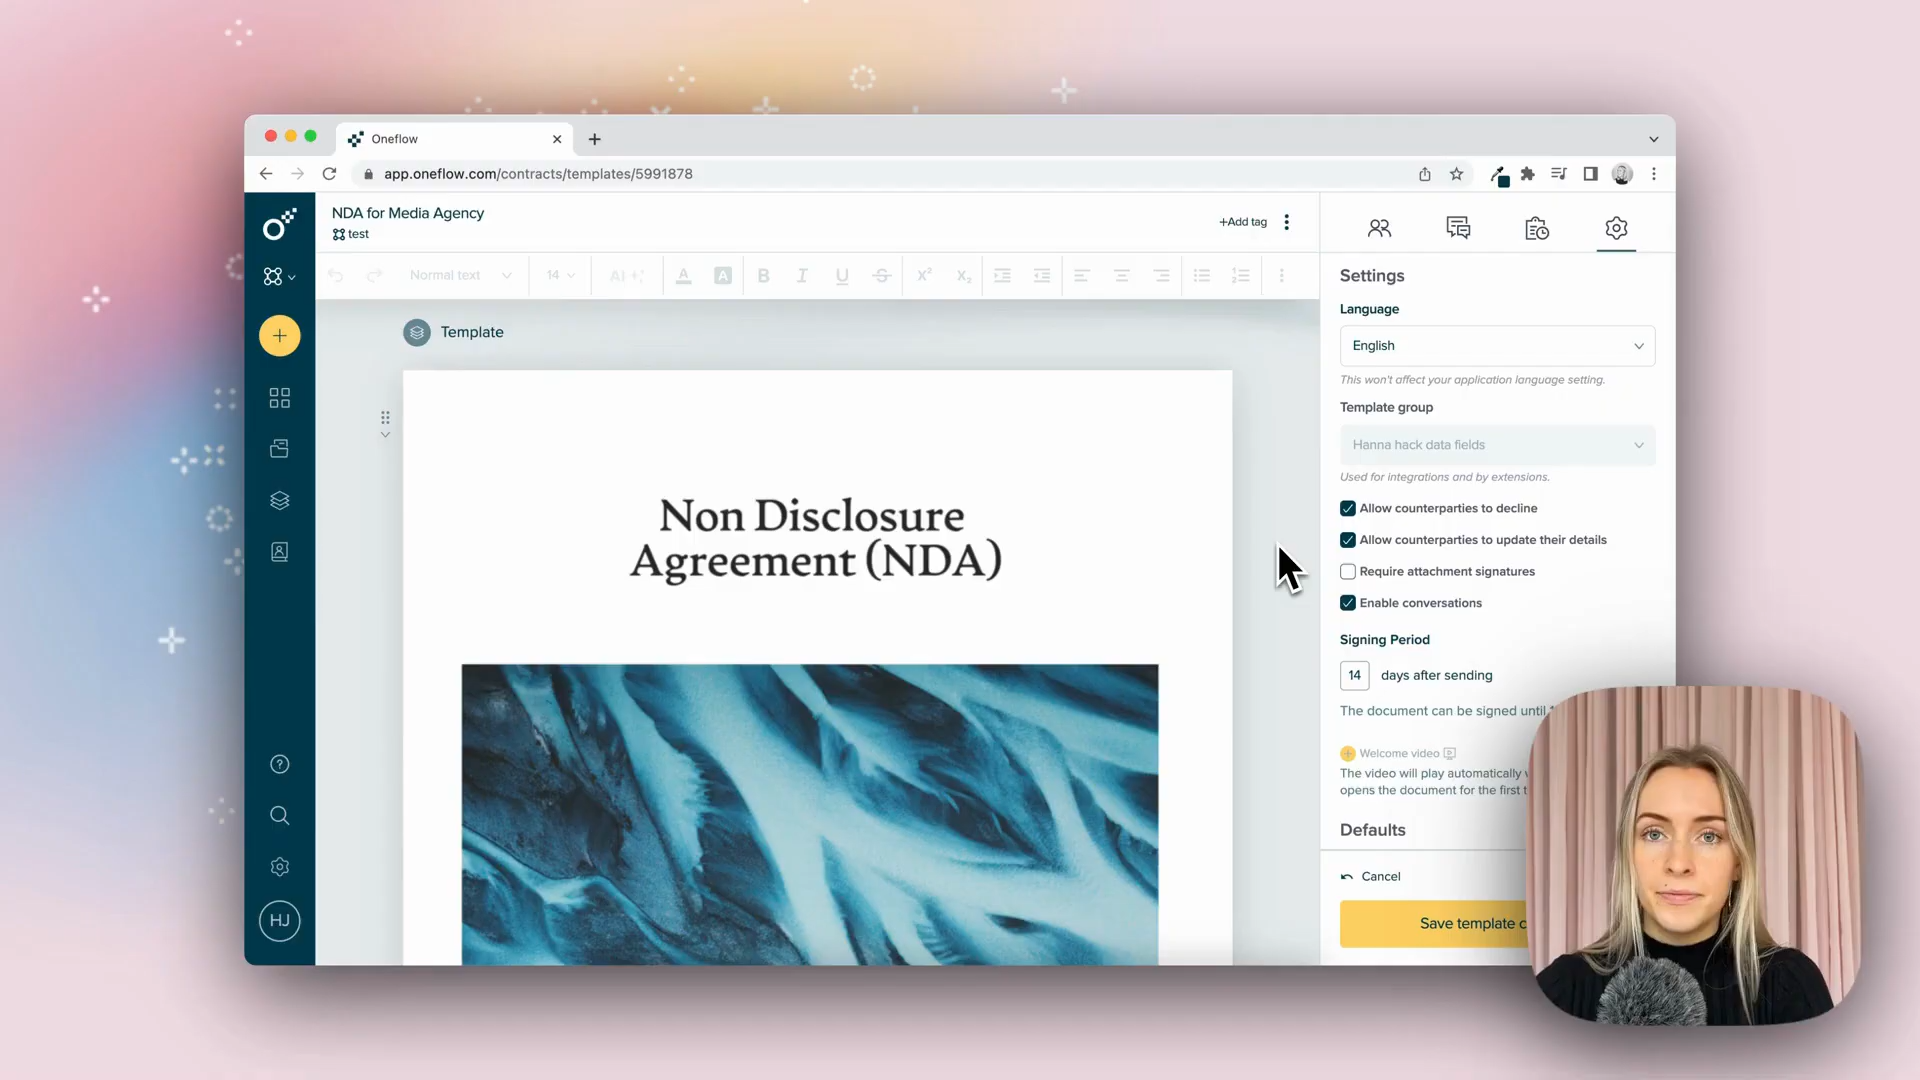 Oneflow
app.oneflow.com/contracts/templates/5991878
NDA for Media Agency
test
+Add tag
Normal text
14
AI
A
A
B
I
U
S
X²
X₂
Template
Non Disclosure
Agreement (NDA)
HJ
Settings
Language
English
This won't affect your application language setting.
Template group
Hanna hack data fields
Used for integrations and by extensions.
Allow counterparties to decline
Allow counterparties to update their details
Require attachment signatures
Enable conversations
Signing Period
14 days after sending
The document can be signed until
Welcome video
The video will play automatically
opens the document for the first
Defaults
Cancel
Save template